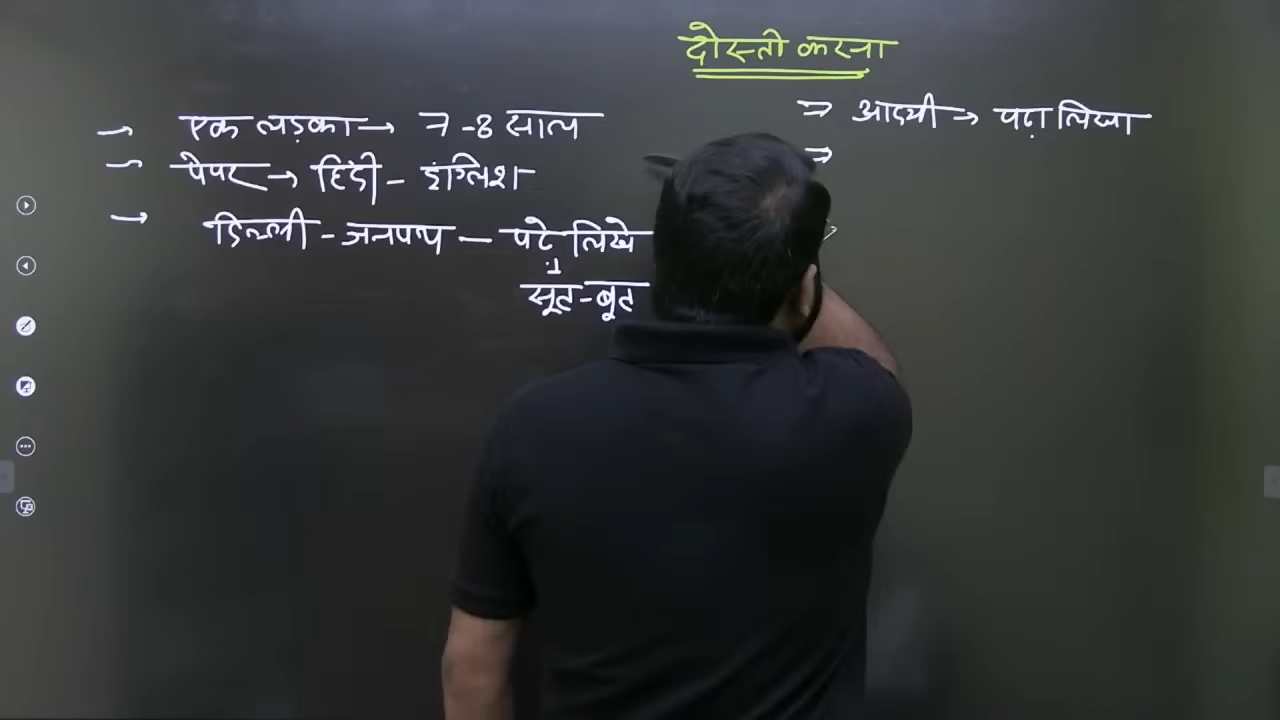 दोस्ती करना
→ एक लड़का → 7-8 साल
→ पेपर → हिंदी - इंग्लिश
→ दिल्ली - जनपथ — पढे लिखे
↓
सूट-बूट
⇒ आदमी → पढ़ा लिखा
⇒